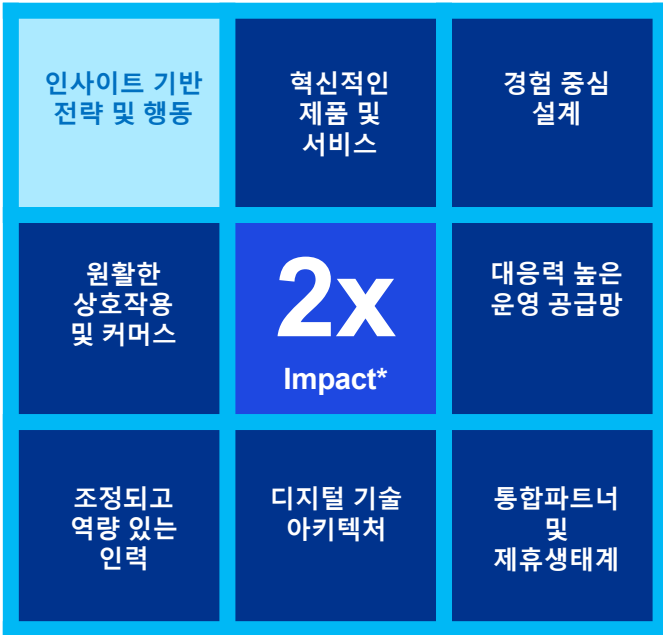 인사이트 기반
전략 및 행동
혁신적인
제품 및
서비스
경험 중심
설계
원활한
상호작용
및 커머스
2x
Impact*
대응력 높은
운영 공급망
조정되고
역량 있는
인력
디지털 기술
아키텍처
통합파트너
및
제휴생태계